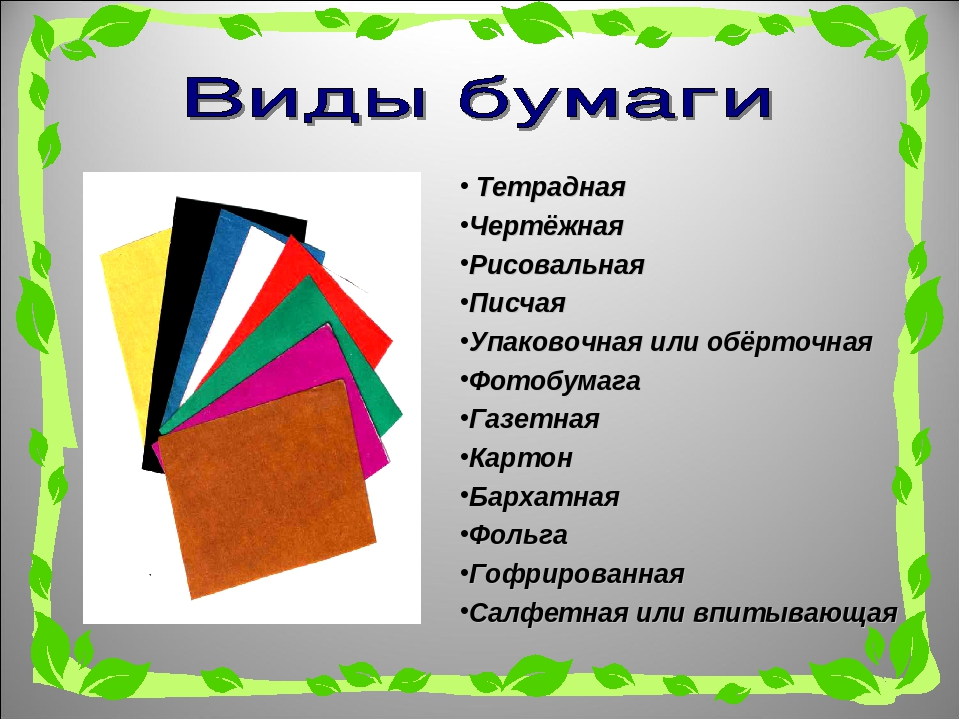 Виды бумаги
• Тетрадная
•Чертёжная
•Рисовальная
•Писчая
•Упаковочная или обёрточная
•Фотобумага
•Газетная
•Картон
•Бархатная
•Фольга
•Гофрированная
•Салфетная или впитывающая